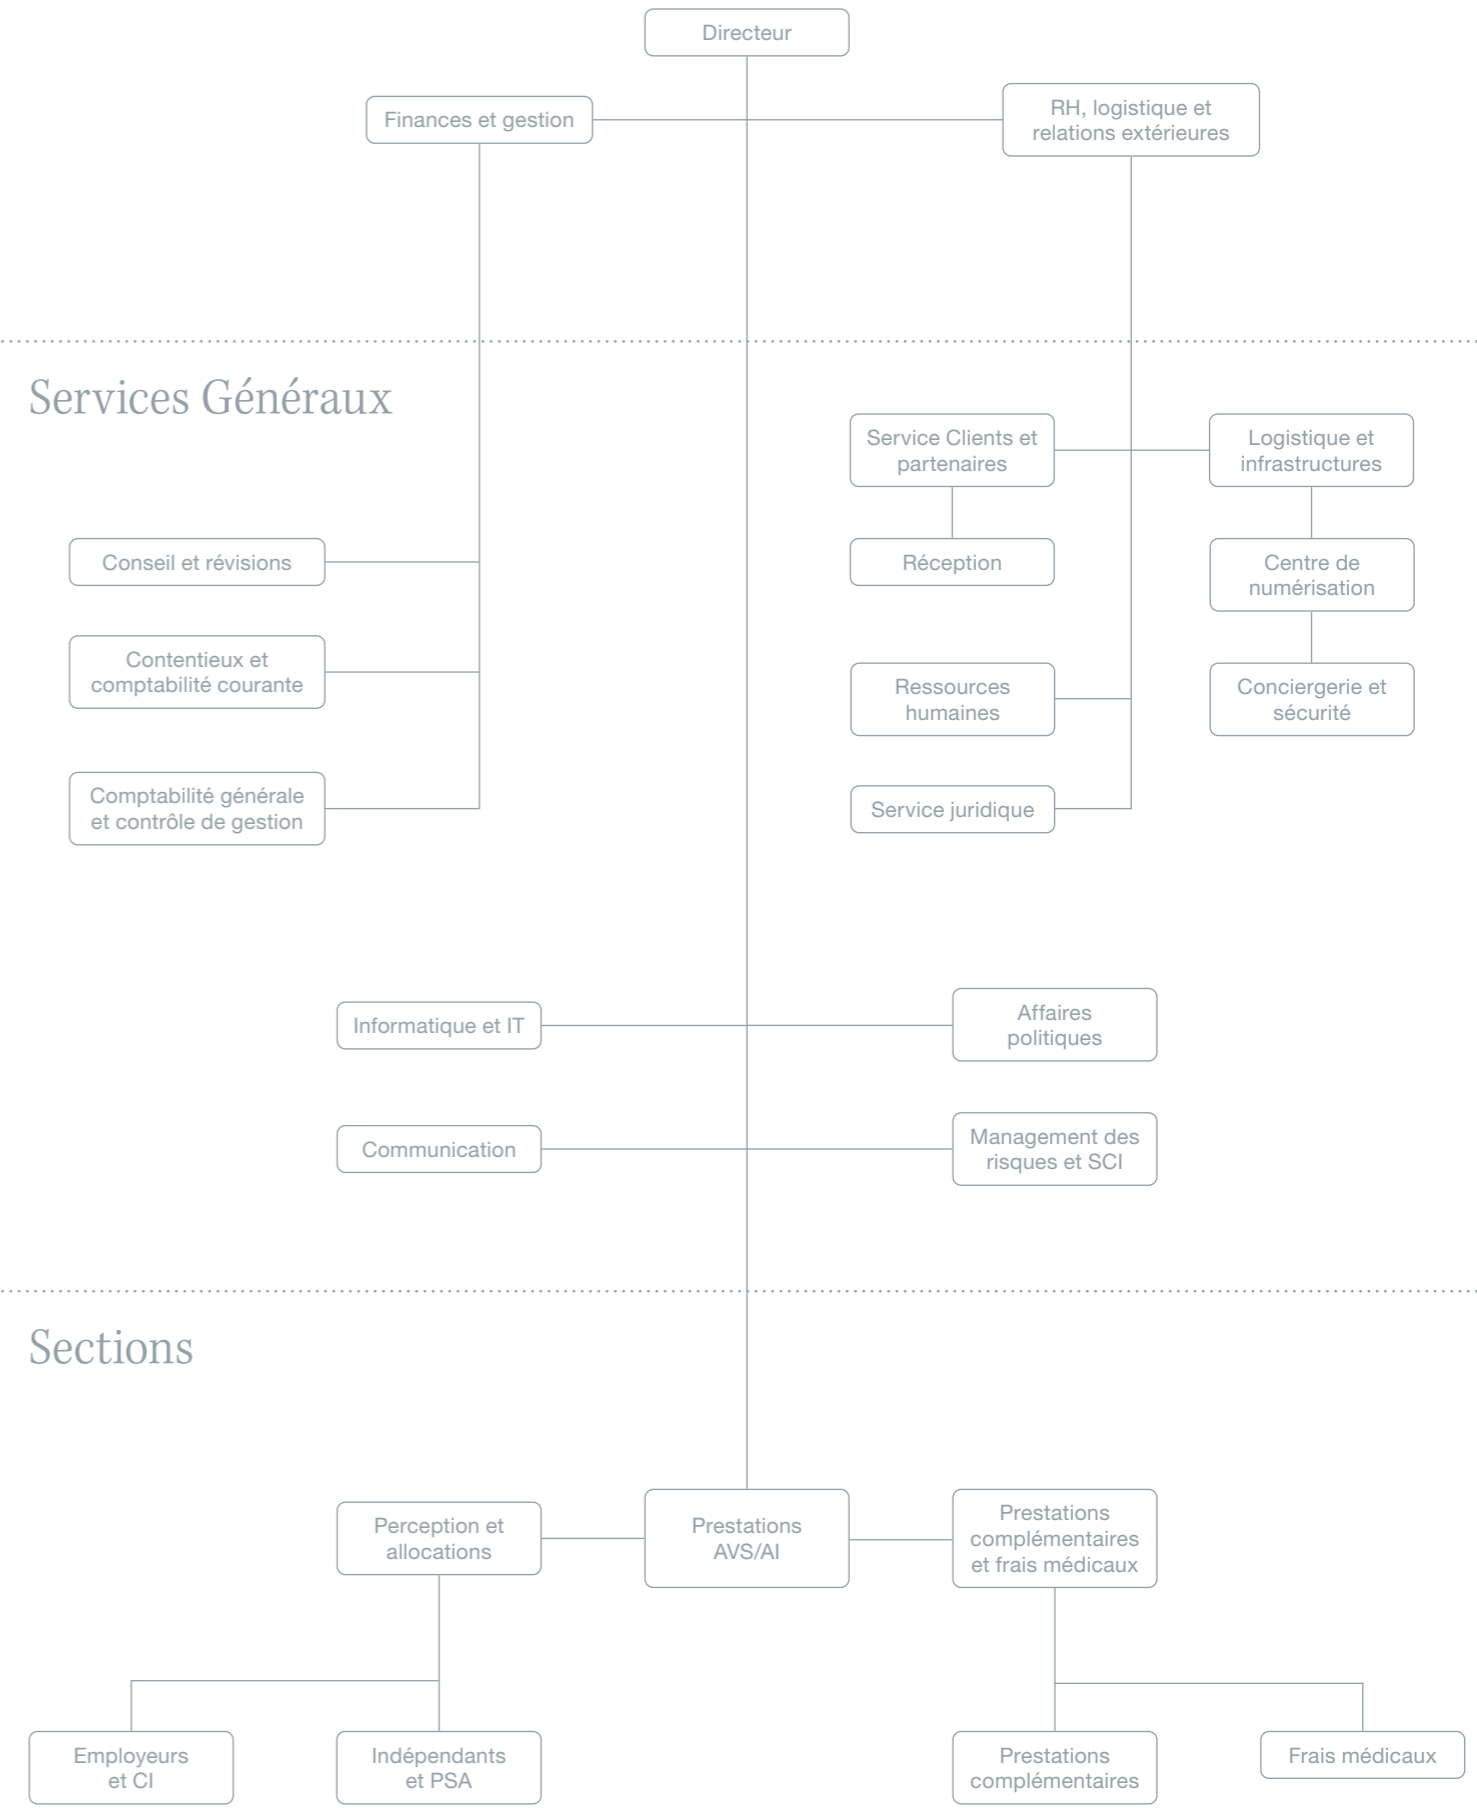 Directeur
Finances et gestion
RH, logistique et
relations extérieures
Services Généraux
Service Clients et
partenaires
Logistique et
infrastructures
Conseil et révisions
Réception
Centre de
numérisation
Contentieux et
comptabilité courante
Ressources
humaines
Conciergerie et
sécurité
Comptabilité générale
et contrôle de gestion
Service juridique
Informatique et IT
Affaires
politiques
Communication
Management des
risques et SCI
Sections
Perception et
allocations
Prestations
AVS/AI
Prestations
complémentaires
et frais médicaux
Employeurs
et CI
Indépendants
et PSA
Prestations
complémentaires
Frais médicaux